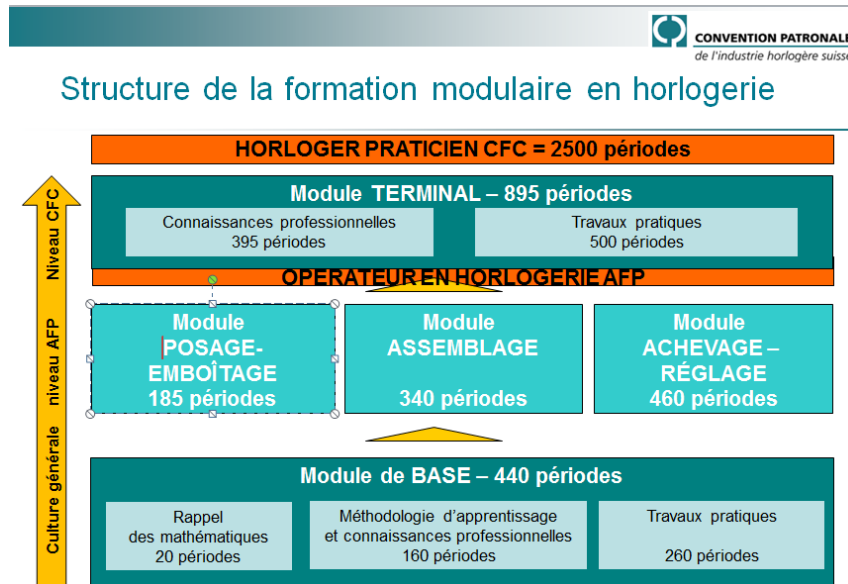 CONVENTION PATRONALE
de l'industrie horlogère suisse
Structure de la formation modulaire en horlogerie
HORLOGER PRATICIEN CFC = 2500 périodes
Module TERMINAL – 895 périodes
Connaissances professionnelles
395 périodes
Travaux pratiques
500 périodes
OPERATEUR EN HORLOGERIE AFP
Module
POSAGE-
EMBOÎTAGE
185 périodes
Module
ASSEMBLAGE
340 périodes
Module
ACHEVAGE –
RÉGLAGE
460 périodes
Module de BASE – 440 périodes
Rappel
des mathématiques
20 périodes
Méthodologie d'apprentissage
et connaissances professionnelles
160 périodes
Travaux pratiques
260 périodes
Culture générale
niveau AFP
Niveau CFC